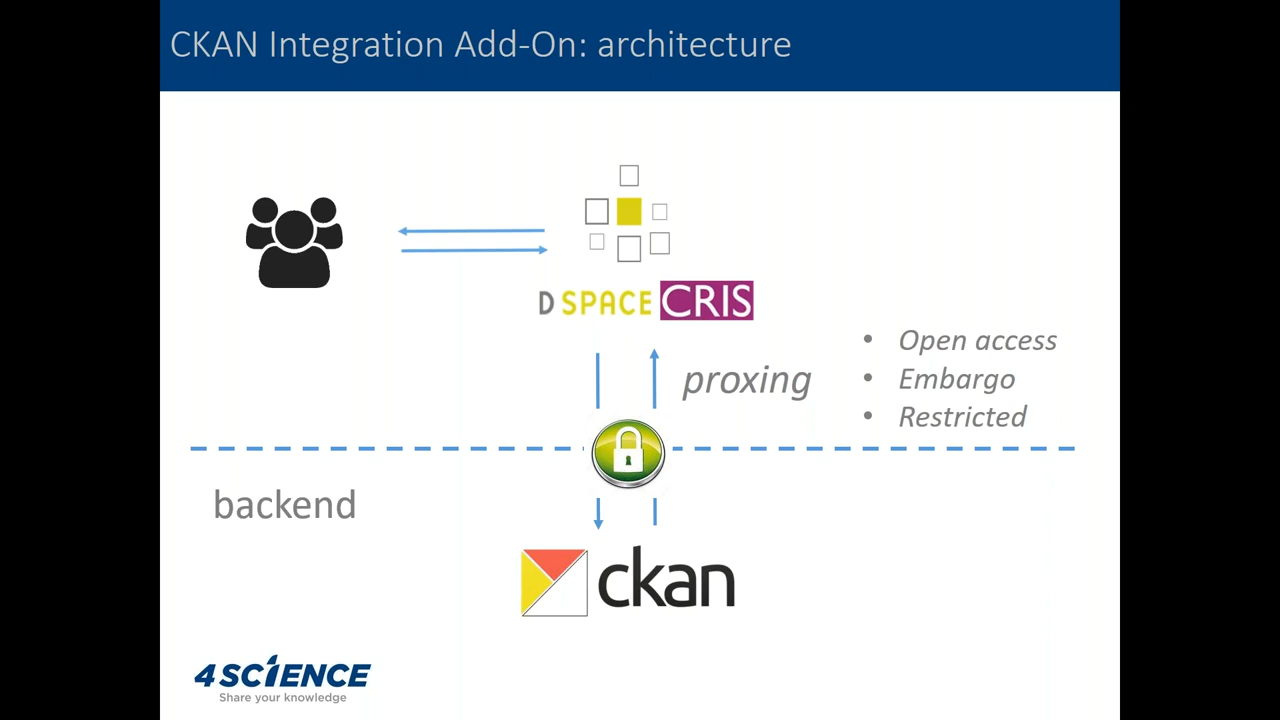 CKAN Integration Add-On: architecture
D SPACE CRIS
proxing
• Open access
• Embargo
• Restricted
backend
ckan
4SCIENCE
Share your knowledge